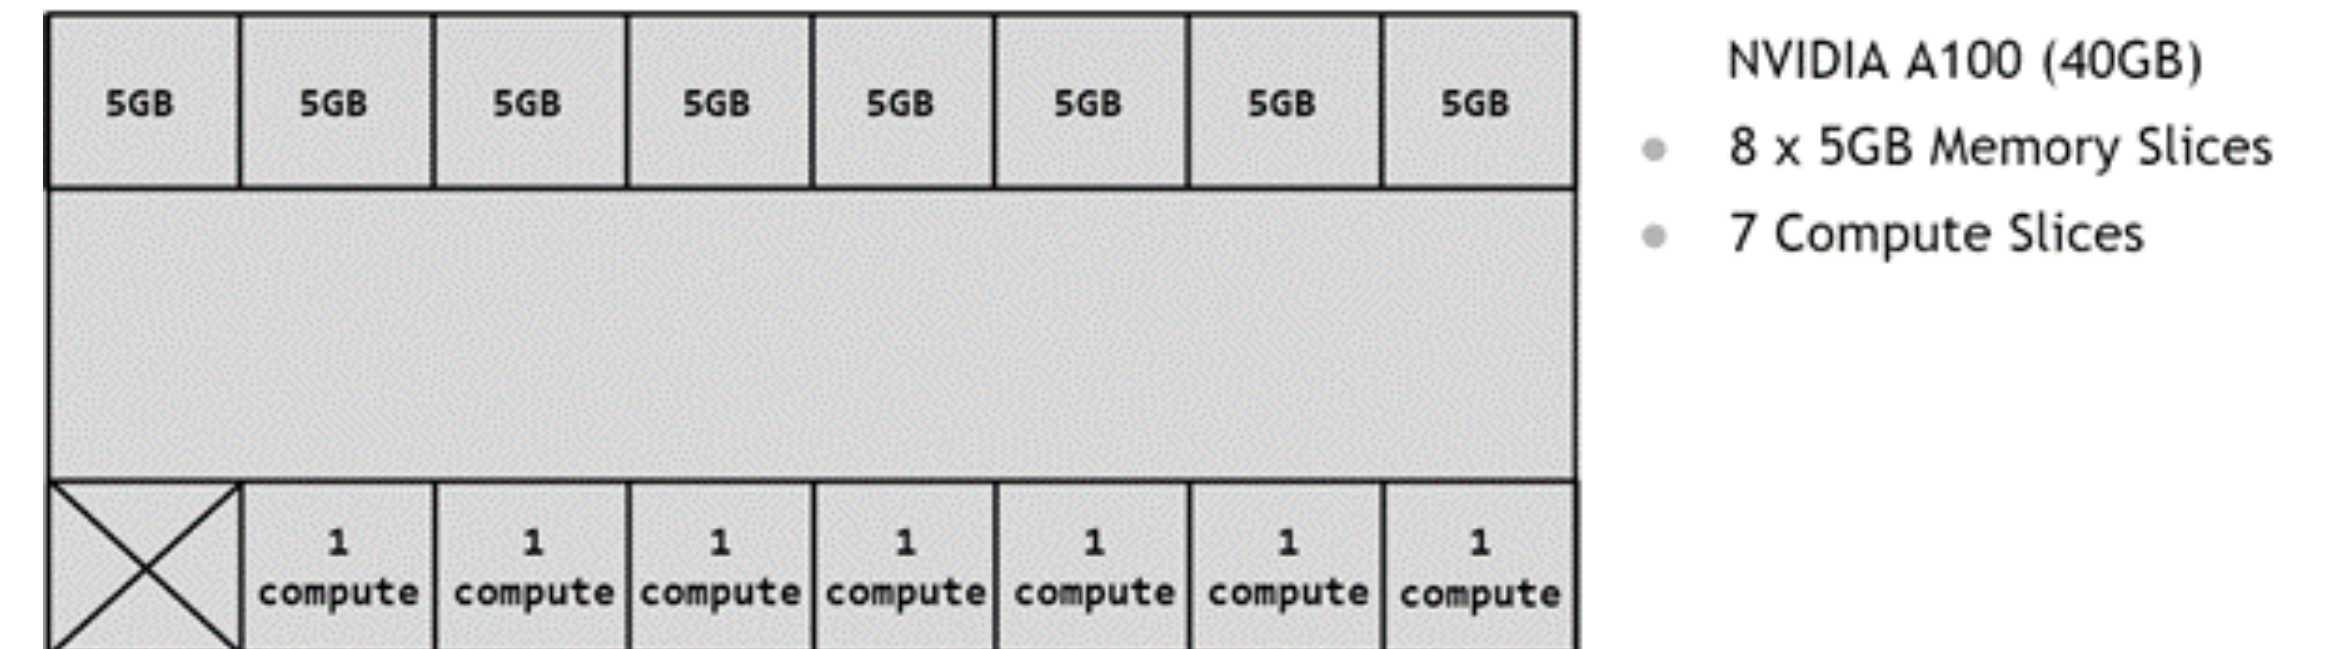 5GB 5GB 5GB 5GB 5GB 5GB 5GB 5GB
1 1 1 1 1 1 1
compute compute compute compute compute compute compute
NVIDIA A100 (40GB)
8 x 5GB Memory Slices
7 Compute Slices